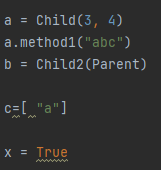 a = Child(3, 4)
a.method1("abc")
b = Child2(Parent)
c=[ "a"]
x = True